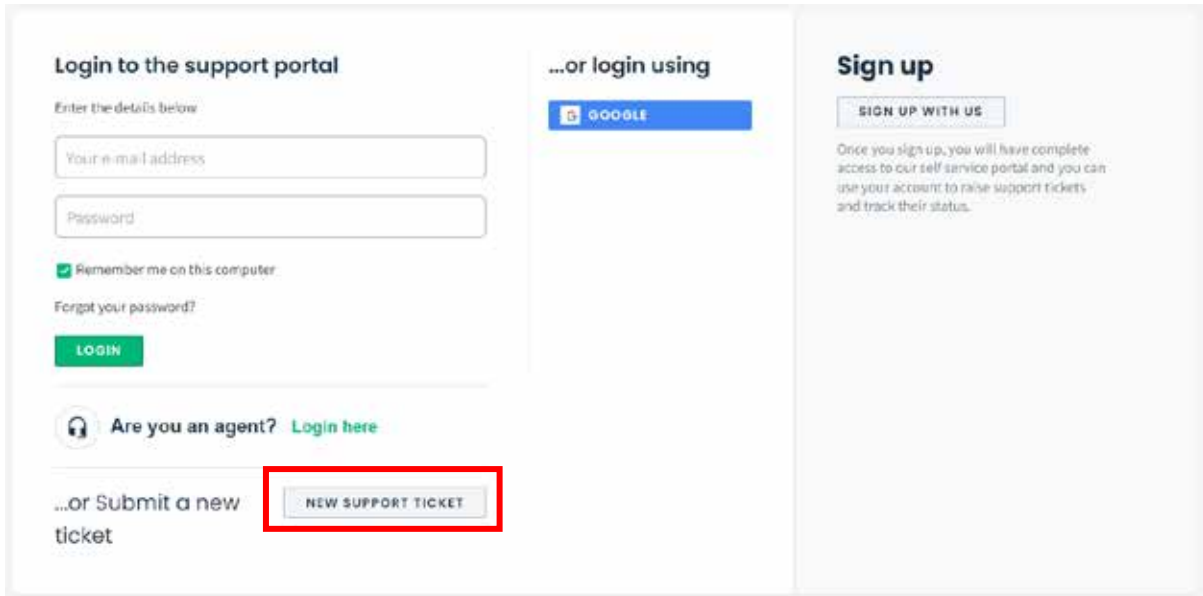 Login to the support portal
Enter the details below
Your e-mail address
Password
Remember me on this computer
Forgot your password?
LOGIN
Are you an agent? Login here
...or Submit a new
ticket
NEW SUPPORT TICKET
...or login using
G GOOGLE
Sign up
SIGN UP WITH US
Once you sign up, you will have complete
access to our self service portal and you can
use your account to raise support tickets
and track their status.